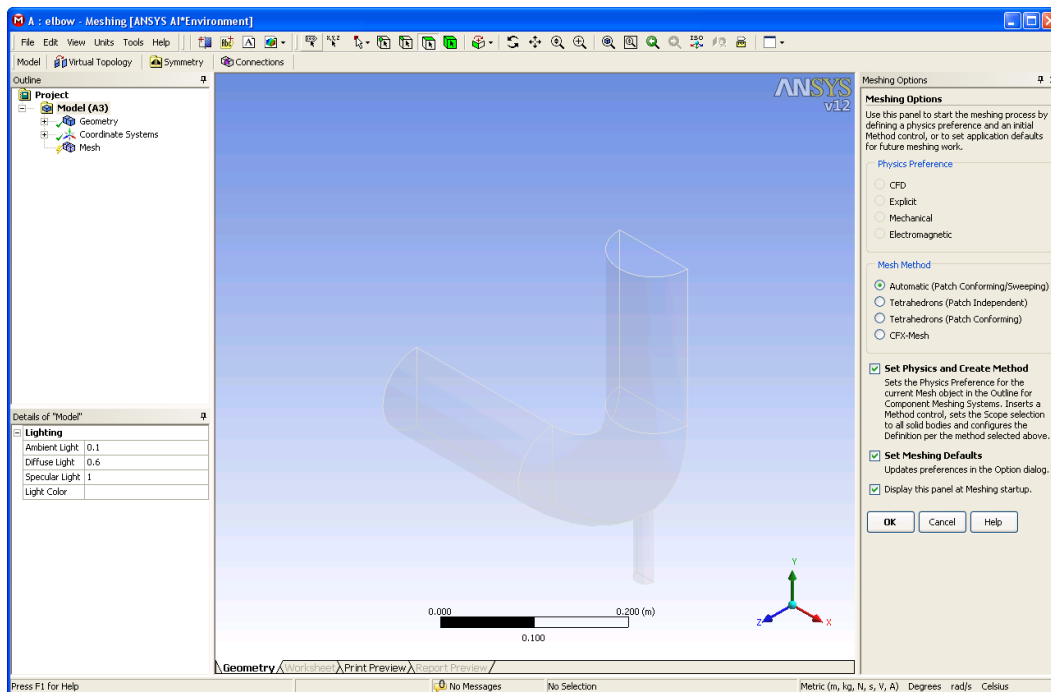 A : elbow - Meshing [ANSYS AI*Environment]
File Edit View Units Tools Help
Model Virtual Topology Symmetry Connections
Outline
Project
Model (A3)
Geometry
Coordinate Systems
Mesh
Details of "Model"
Lighting
Ambient Light 0.1
Diffuse Light 0.6
Specular Light 1
Light Color
ANSYS
v12
0.000 0.200 (m)
0.100
Y
Z X
Geometry Worksheet Print Preview Report Preview
Meshing Options
Meshing Options
Use this panel to start the meshing process by
defining a physics preference and an initial
Method control, or to set application defaults
for future meshing work.
Physics Preference
CFD
Explicit
Mechanical
Electromagnetic
Mesh Method
Automatic (Patch Conforming/Sweeping)
Tetrahedrons (Patch Independent)
Tetrahedrons (Patch Conforming)
CFX-Mesh
Set Physics and Create Method
Sets the Physics Preference for the
current Mesh object in the Outline for
Component Meshing Systems. Inserts a
Method control, sets the Scope selection
to all solid bodies and configures the
Definition per the method selected above.
Set Meshing Defaults
Updates preferences in the Option dialog.
Display this panel at Meshing startup.
OK Cancel Help
Press F1 for Help No Messages No Selection Metric (m, kg, N, s, V, A) Degrees rad/s Celsius